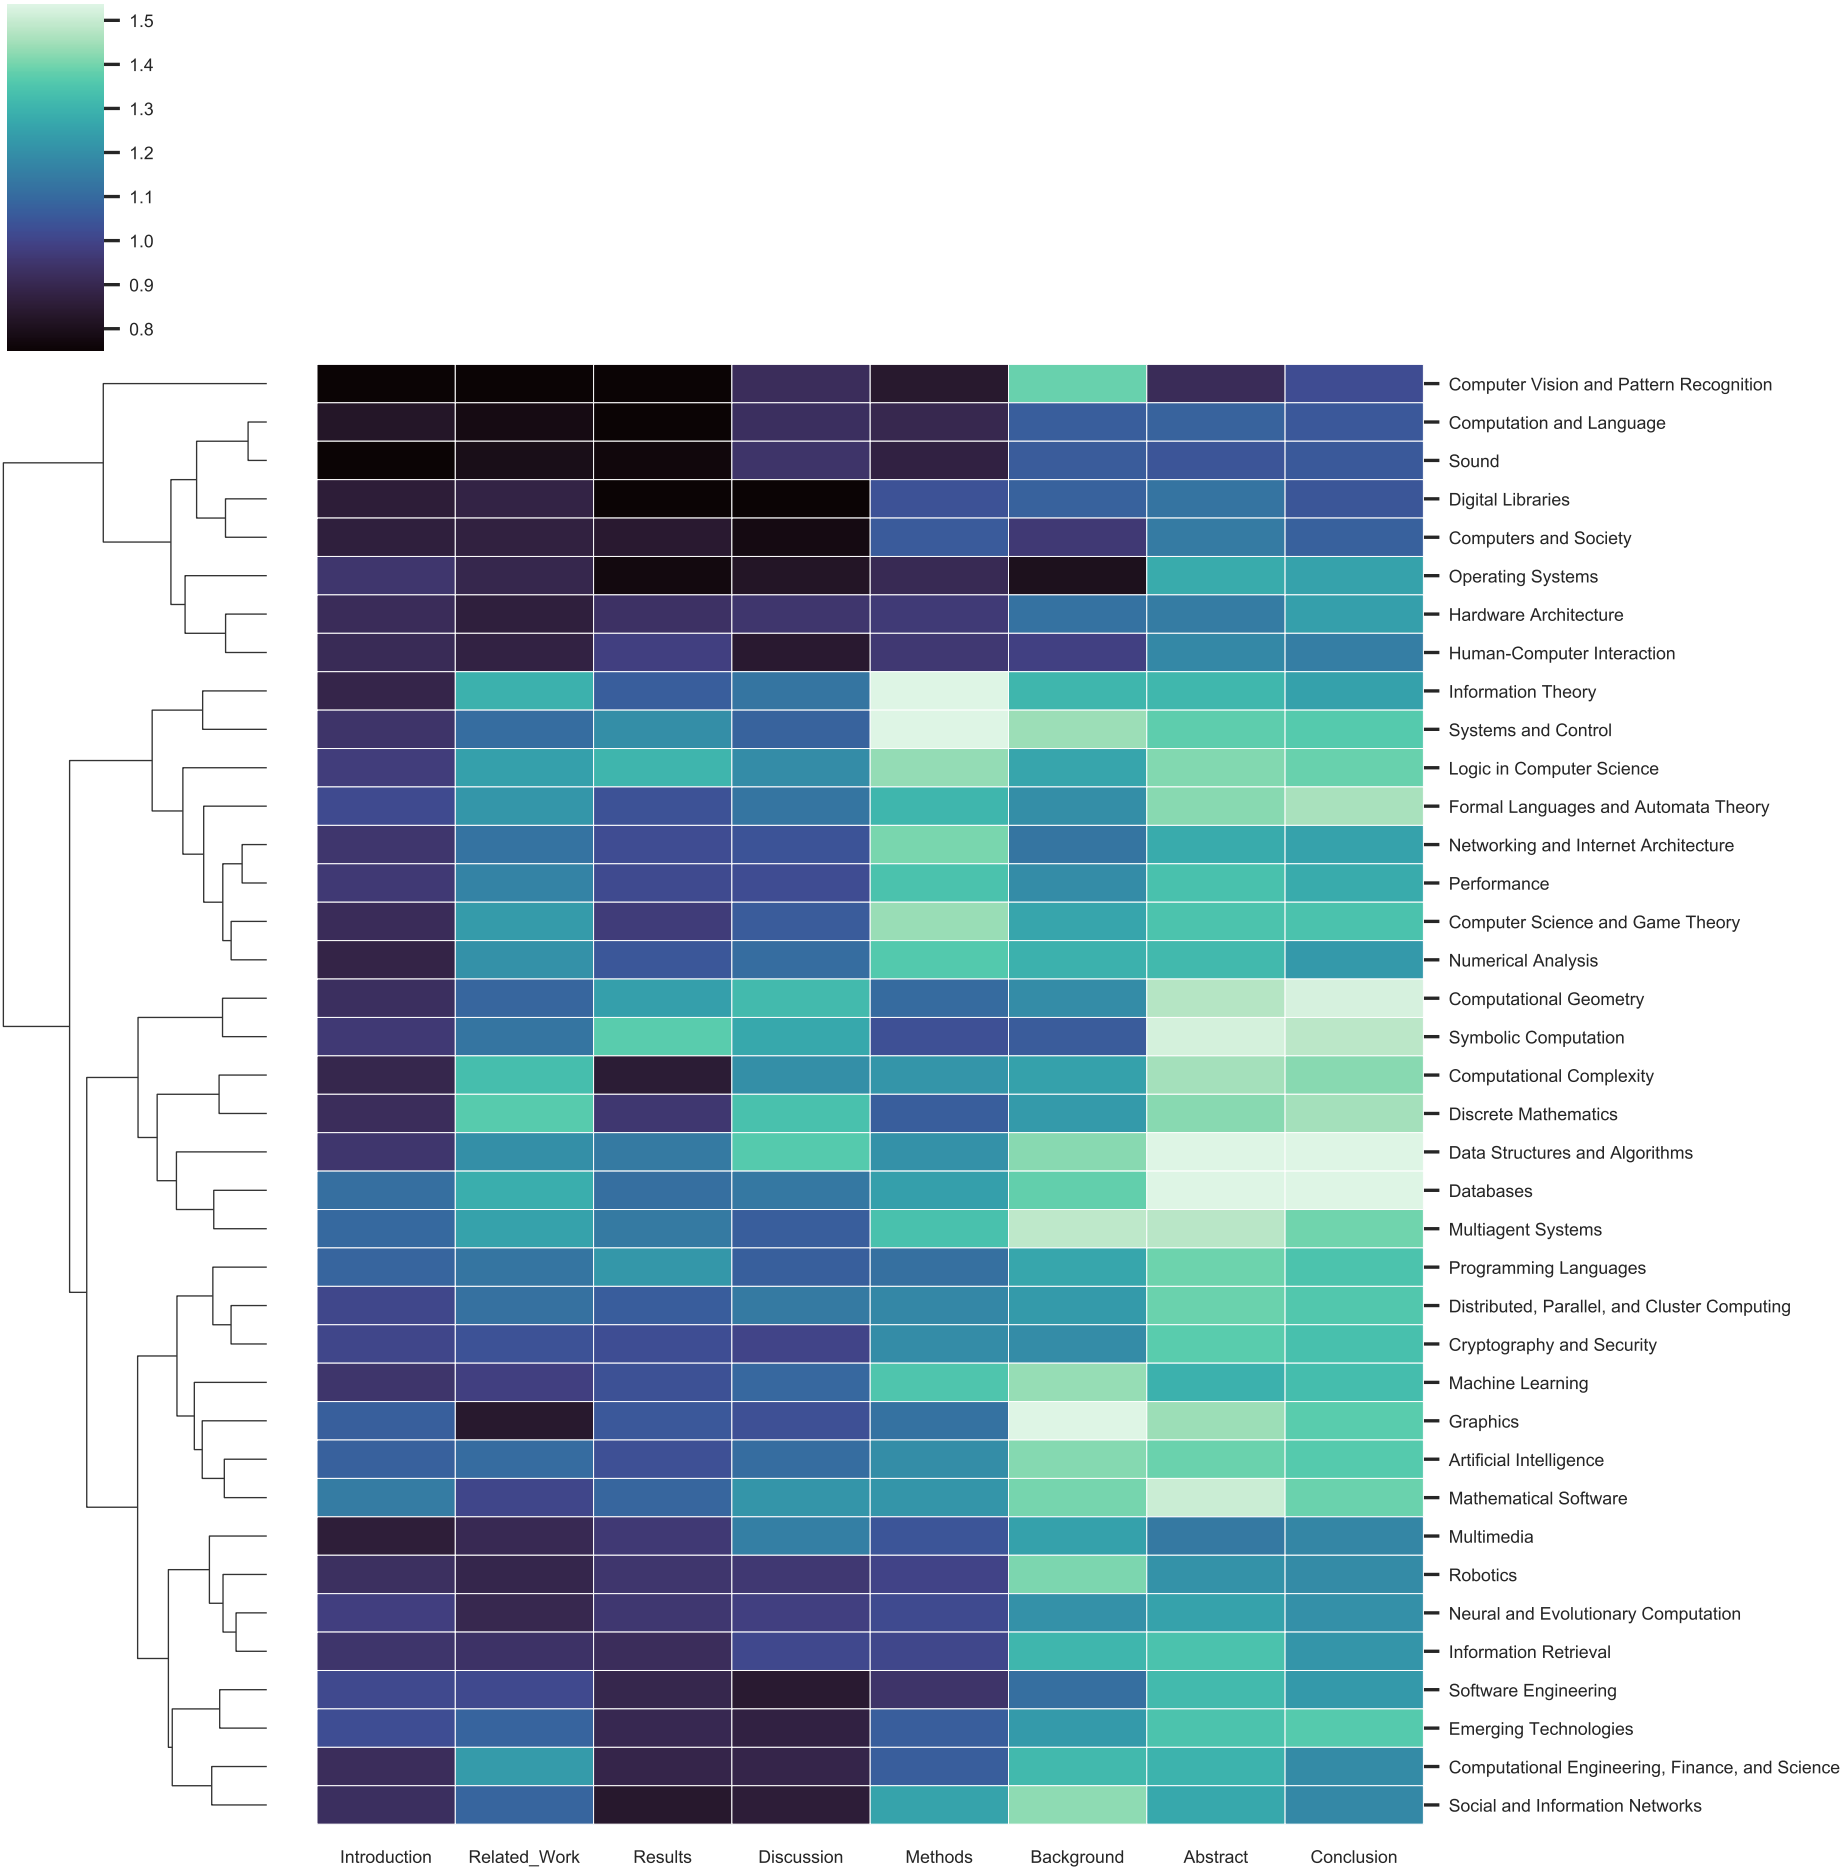 1.5
1.4
1.3
1.2
1.1
1.0
0.9
0.8
Computer Vision and Pattern Recognition
Computation and Language
Sound
Digital Libraries
Computers and Society
Operating Systems
Hardware Architecture
Human-Computer Interaction
Information Theory
Systems and Control
Logic in Computer Science
Formal Languages and Automata Theory
Networking and Internet Architecture
Performance
Computer Science and Game Theory
Numerical Analysis
Computational Geometry
Symbolic Computation
Computational Complexity
Discrete Mathematics
Data Structures and Algorithms
Databases
Multiagent Systems
Programming Languages
Distributed, Parallel, and Cluster Computing
Cryptography and Security
Machine Learning
Graphics
Artificial Intelligence
Mathematical Software
Multimedia
Robotics
Neural and Evolutionary Computation
Information Retrieval
Software Engineering
Emerging Technologies
Computational Engineering, Finance, and Science
Social and Information Networks
Introduction Related_Work Results Discussion Methods Background Abstract Conclusion